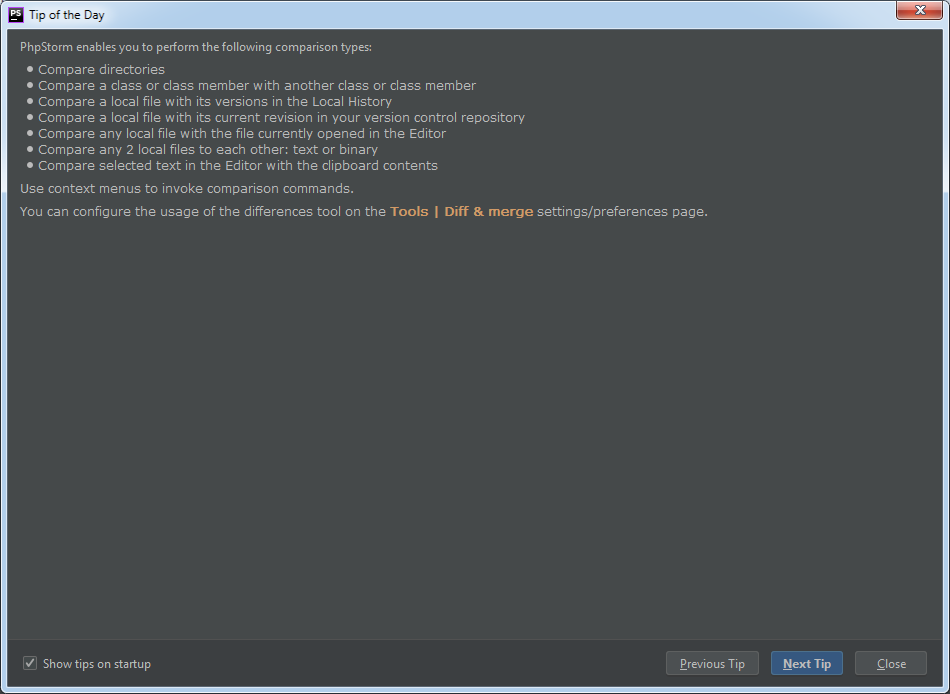 PS Tip of the Day
PhpStorm enables you to perform the following comparison types:
• Compare directories
• Compare a class or class member with another class or class member
• Compare a local file with its versions in the Local History
• Compare a local file with its current revision in your version control repository
• Compare any local file with the file currently opened in the Editor
• Compare any 2 local files to each other: text or binary
• Compare selected text in the Editor with the clipboard contents
Use context menus to invoke comparison commands.
You can configure the usage of the differences tool on the Tools | Diff & merge settings/preferences page.
Show tips on startup
Previous Tip
Next Tip
Close